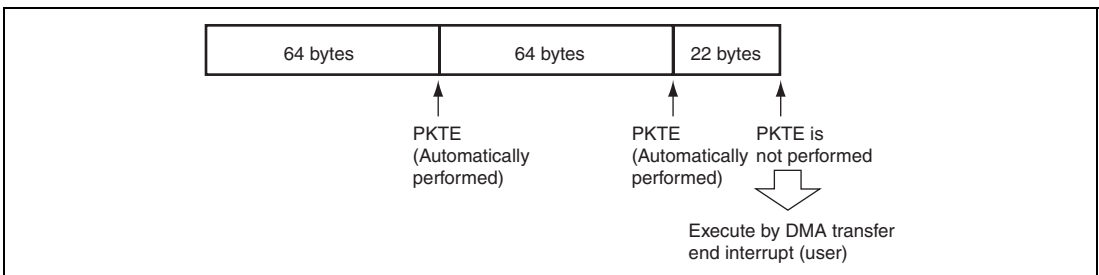 64 bytes
64 bytes
22 bytes
PKTE
(Automatically
performed)
PKTE
(Automatically
performed)
PKTE is
not performed
Execute by DMA transfer
end interrupt (user)